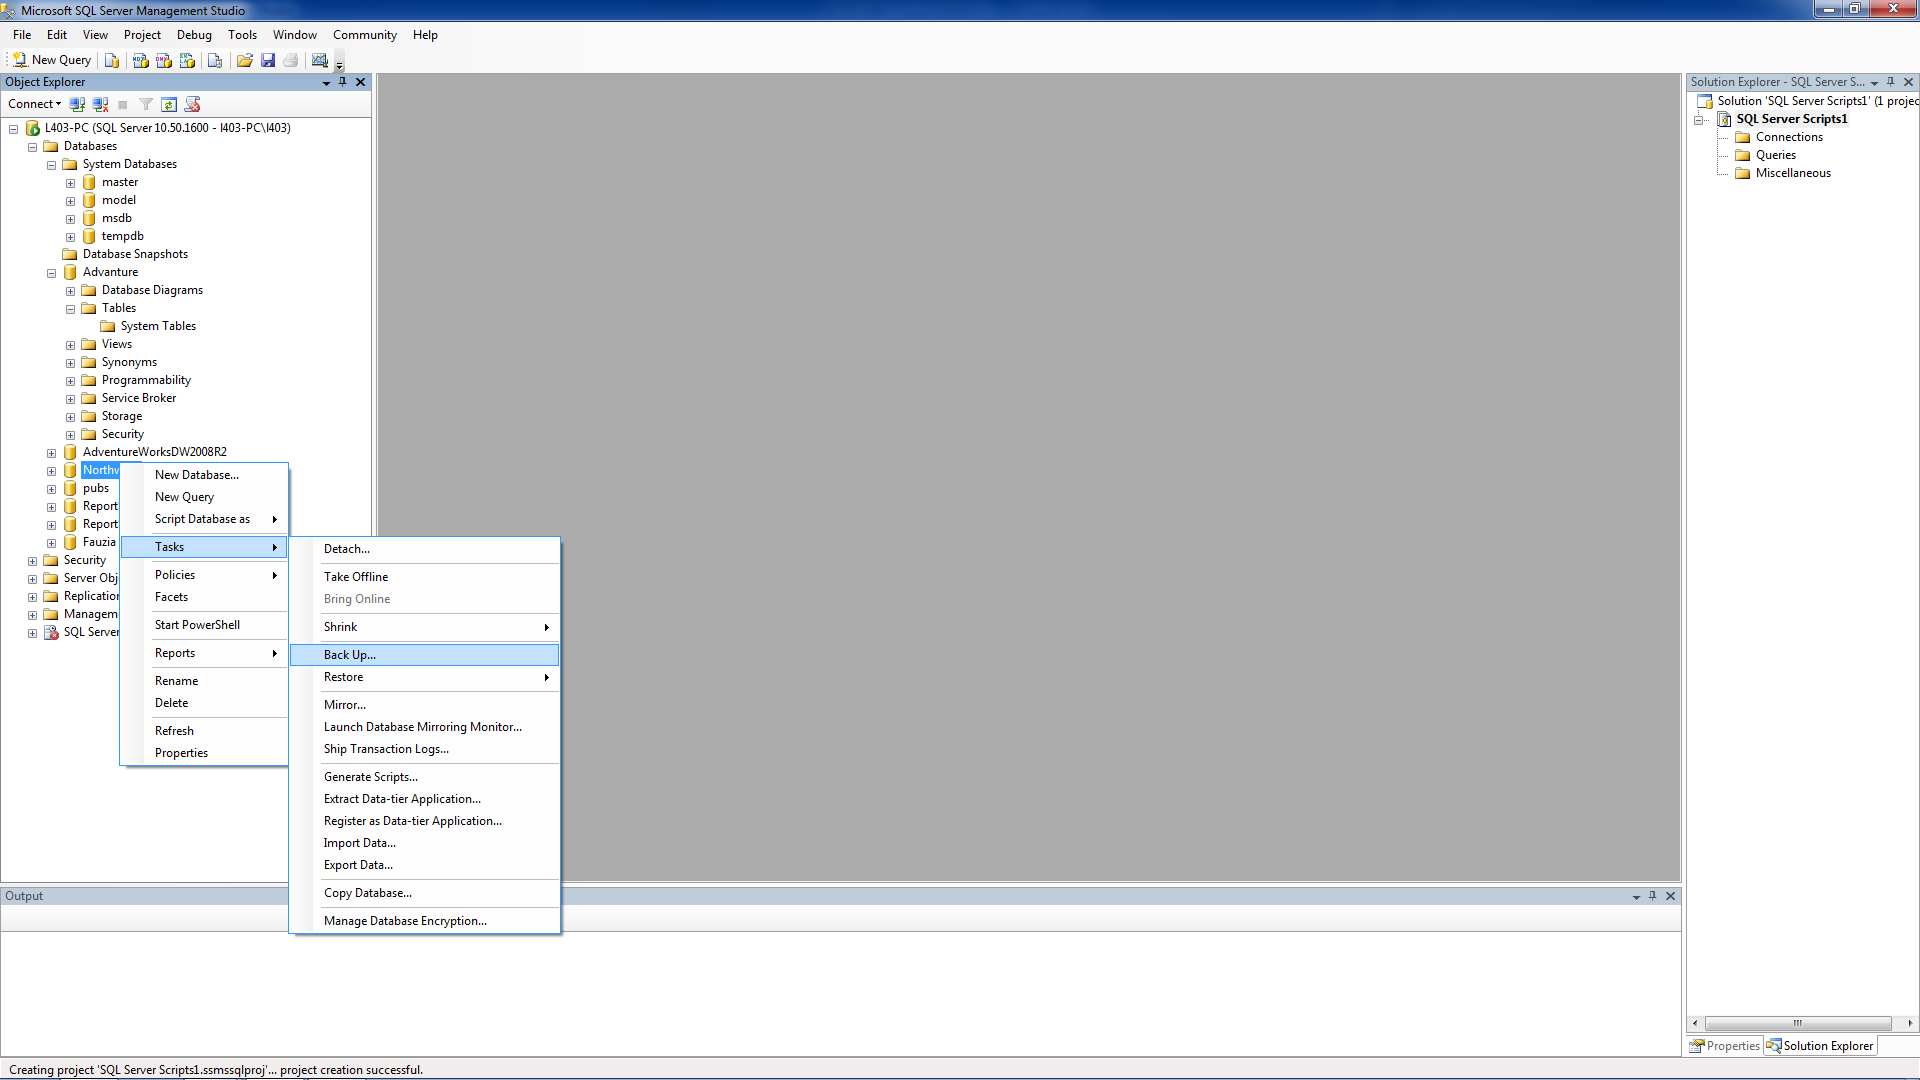 Microsoft SQL Server Management Studio
File Edit View Project Debug Tools Window Community Help
New Query
Object Explorer
Connect
L403-PC (SQL Server 10.50.1600 - l403-PC\l403)
Databases
System Databases
master
model
msdb
tempdb
Database Snapshots
Advanture
Database Diagrams
Tables
System Tables
Views
Synonyms
Programmability
Service Broker
Storage
Security
AdventureWorksDW2008R2
Northw
pubs
Report
Report
Fauzia
Security
Server Obj
Replication
Managem
SQL Server
New Database...
New Query
Script Database as
Tasks
Policies
Facets
Start PowerShell
Reports
Rename
Delete
Refresh
Properties
Detach...
Take Offline
Bring Online
Shrink
Back Up...
Restore
Mirror...
Launch Database Mirroring Monitor...
Ship Transaction Logs...
Generate Scripts...
Extract Data-tier Application...
Register as Data-tier Application...
Import Data...
Export Data...
Copy Database...
Manage Database Encryption...
Solution Explorer - SQL Server S...
Solution 'SQL Server Scripts1' (1 projec
SQL Server Scripts1
Connections
Queries
Miscellaneous
Properties Solution Explorer
Output
Creating project 'SQL Server Scripts1.ssmssqlproj'... project creation successful.